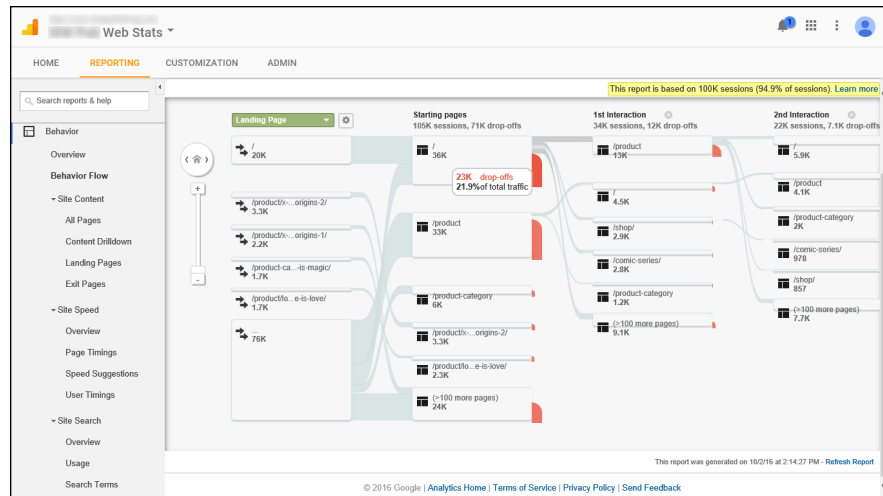 Web Stats
1
HOME
REPORTING
CUSTOMIZATION
ADMIN
Search reports & help
This report is based on 100K sessions (94.9% of sessions). Learn more
Behavior
Overview
Behavior Flow
Site Content
All Pages
Content Drilldown
Landing Pages
Exit Pages
Site Speed
Overview
Page Timings
Speed Suggestions
User Timings
Site Search
Overview
Usage
Search Terms
Landing Page
/
20K
/product/x-...origins-2/
3.3K
/product/x-...origins-1/
2.2K
/product-ca...-is-magic/
1.7K
/product/lo...e-is-love/
1.7K
...
76K
Starting pages
105K sessions, 71K drop-offs
/
36K
23K drop-offs
21.9%of total traffic
/product
33K
/product-category
6K
/product/x-...origins-2/
3.3K
/product/lo...e-is-love/
2.3K
(>100 more pages)
24K
1st Interaction
34K sessions, 12K drop-offs
/product
13K
/
4.5K
/shop/
2.9K
/comic-series/
2.8K
/product-category
1.2K
(>100 more pages)
9.1K
2nd Interaction
22K sessions, 7.1K drop-offs
/
5.9K
/product
4.1K
/product-category
2K
/comic-series/
978
/shop/
857
(>100 more pages)
7.7K
This report was generated on 10/2/16 at 2:14:27 PM - Refresh Report
© 2016 Google | Analytics Home | Terms of Service | Privacy Policy | Send Feedback